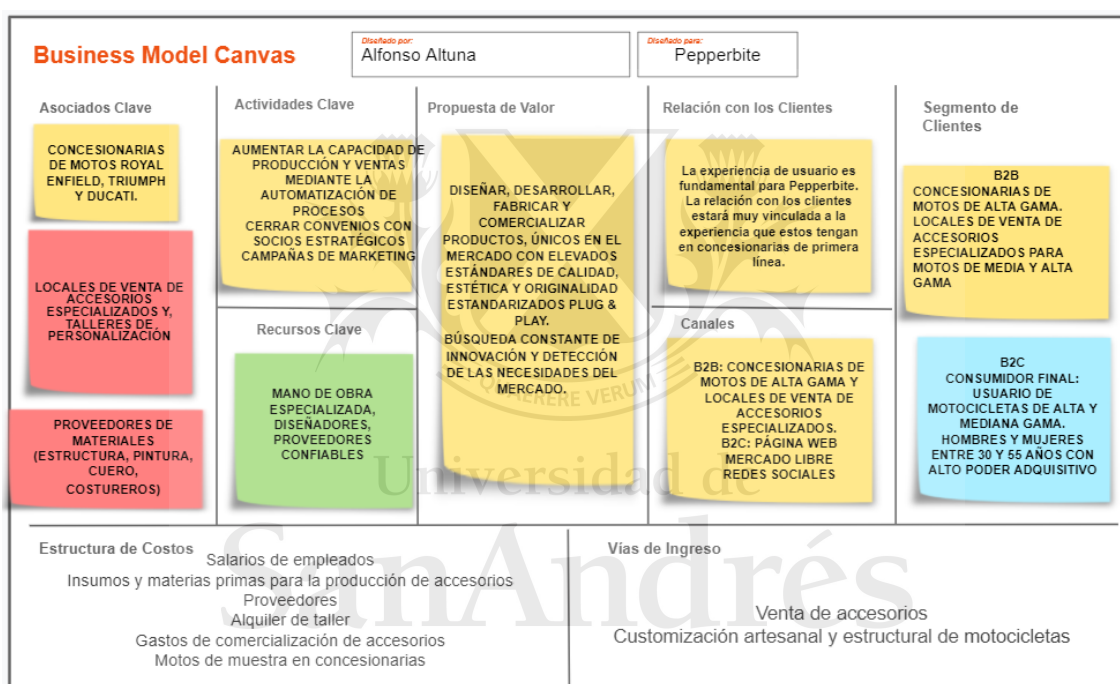 Business Model Canvas
Diseñado por:
Alfonso Altuna
Diseñado para:
Pepperbite
Asociados Clave
CONCESIONARIAS
DE MOTOS ROYAL
ENFIELD, TRIUMPH
Y DUCATI.
LOCALES DE VENTA DE
ACCESORIOS
ESPECIALIZADOS Y,
TALLERES DE
PERSONALIZACIÓN
PROVEEDORES DE
MATERIALES
(ESTRUCTURA, PINTURA,
CUERO,
COSTUREROS)
Actividades Clave
AUMENTAR LA CAPACIDAD DE
PRODUCCIÓN Y VENTAS
MEDIANTE LA
AUTOMATIZACIÓN DE
PROCESOS
CERRAR CONVENIOS CON
SOCIOS ESTRATÉGICOS
CAMPAÑAS DE MARKETING
Recursos Clave
MANO DE OBRA
ESPECIALIZADA,
DISEÑADORES,
PROVEEDORES
CONFIABLES
Propuesta de Valor
DISEÑAR, DESARROLLAR,
FABRICAR Y
COMERCIALIZAR
PRODUCTOS, ÚNICOS EN EL
MERCADO CON ELEVADOS
ESTÁNDARES DE CALIDAD,
ESTÉTICA Y ORIGINALIDAD
ESTANDARIZADOS PLUG &
PLAY.
BÚSQUEDA CONSTANTE DE
INNOVACIÓN Y DETECCIÓN
DE LAS NECESIDADES DEL
MERCADO.
Relación con los Clientes
La experiencia de usuario es
fundamental para Pepperbite.
La relación con los clientes
estará muy vinculada a la
experiencia que estos tengan
en concesionarias de primera
línea.
Canales
B2B: CONCESIONARIAS DE
MOTOS DE ALTA GAMA Y
LOCALES DE VENTA DE
ACCESORIOS
ESPECIALIZADOS.
B2C: PÁGINA WEB
MERCADO LIBRE
REDES SOCIALES
Segmento de
Clientes
B2B
CONCESIONARIAS DE
MOTOS DE ALTA GAMA.
LOCALES DE VENTA DE
ACCESORIOS
ESPECIALIZADOS PARA
MOTOS DE MEDIA Y ALTA
GAMA
B2C
CONSUMIDOR FINAL:
USUARIO DE
MOTOCICLETAS DE ALTA Y
MEDIANA GAMA.
HOMBRES Y MUJERES
ENTRE 30 Y 55 AÑOS CON
ALTO PODER ADQUISITIVO
Estructura de Costos
Salarios de empleados
Insumos y materias primas para la producción de accesorios
Proveedores
Alquiler de taller
Gastos de comercialización de accesorios
Motos de muestra en concesionarias
Vías de Ingreso
Venta de accesorios
Customización artesanal y estructural de motocicletas
QUAERERE VERUM
Universidad de
SanAndrés